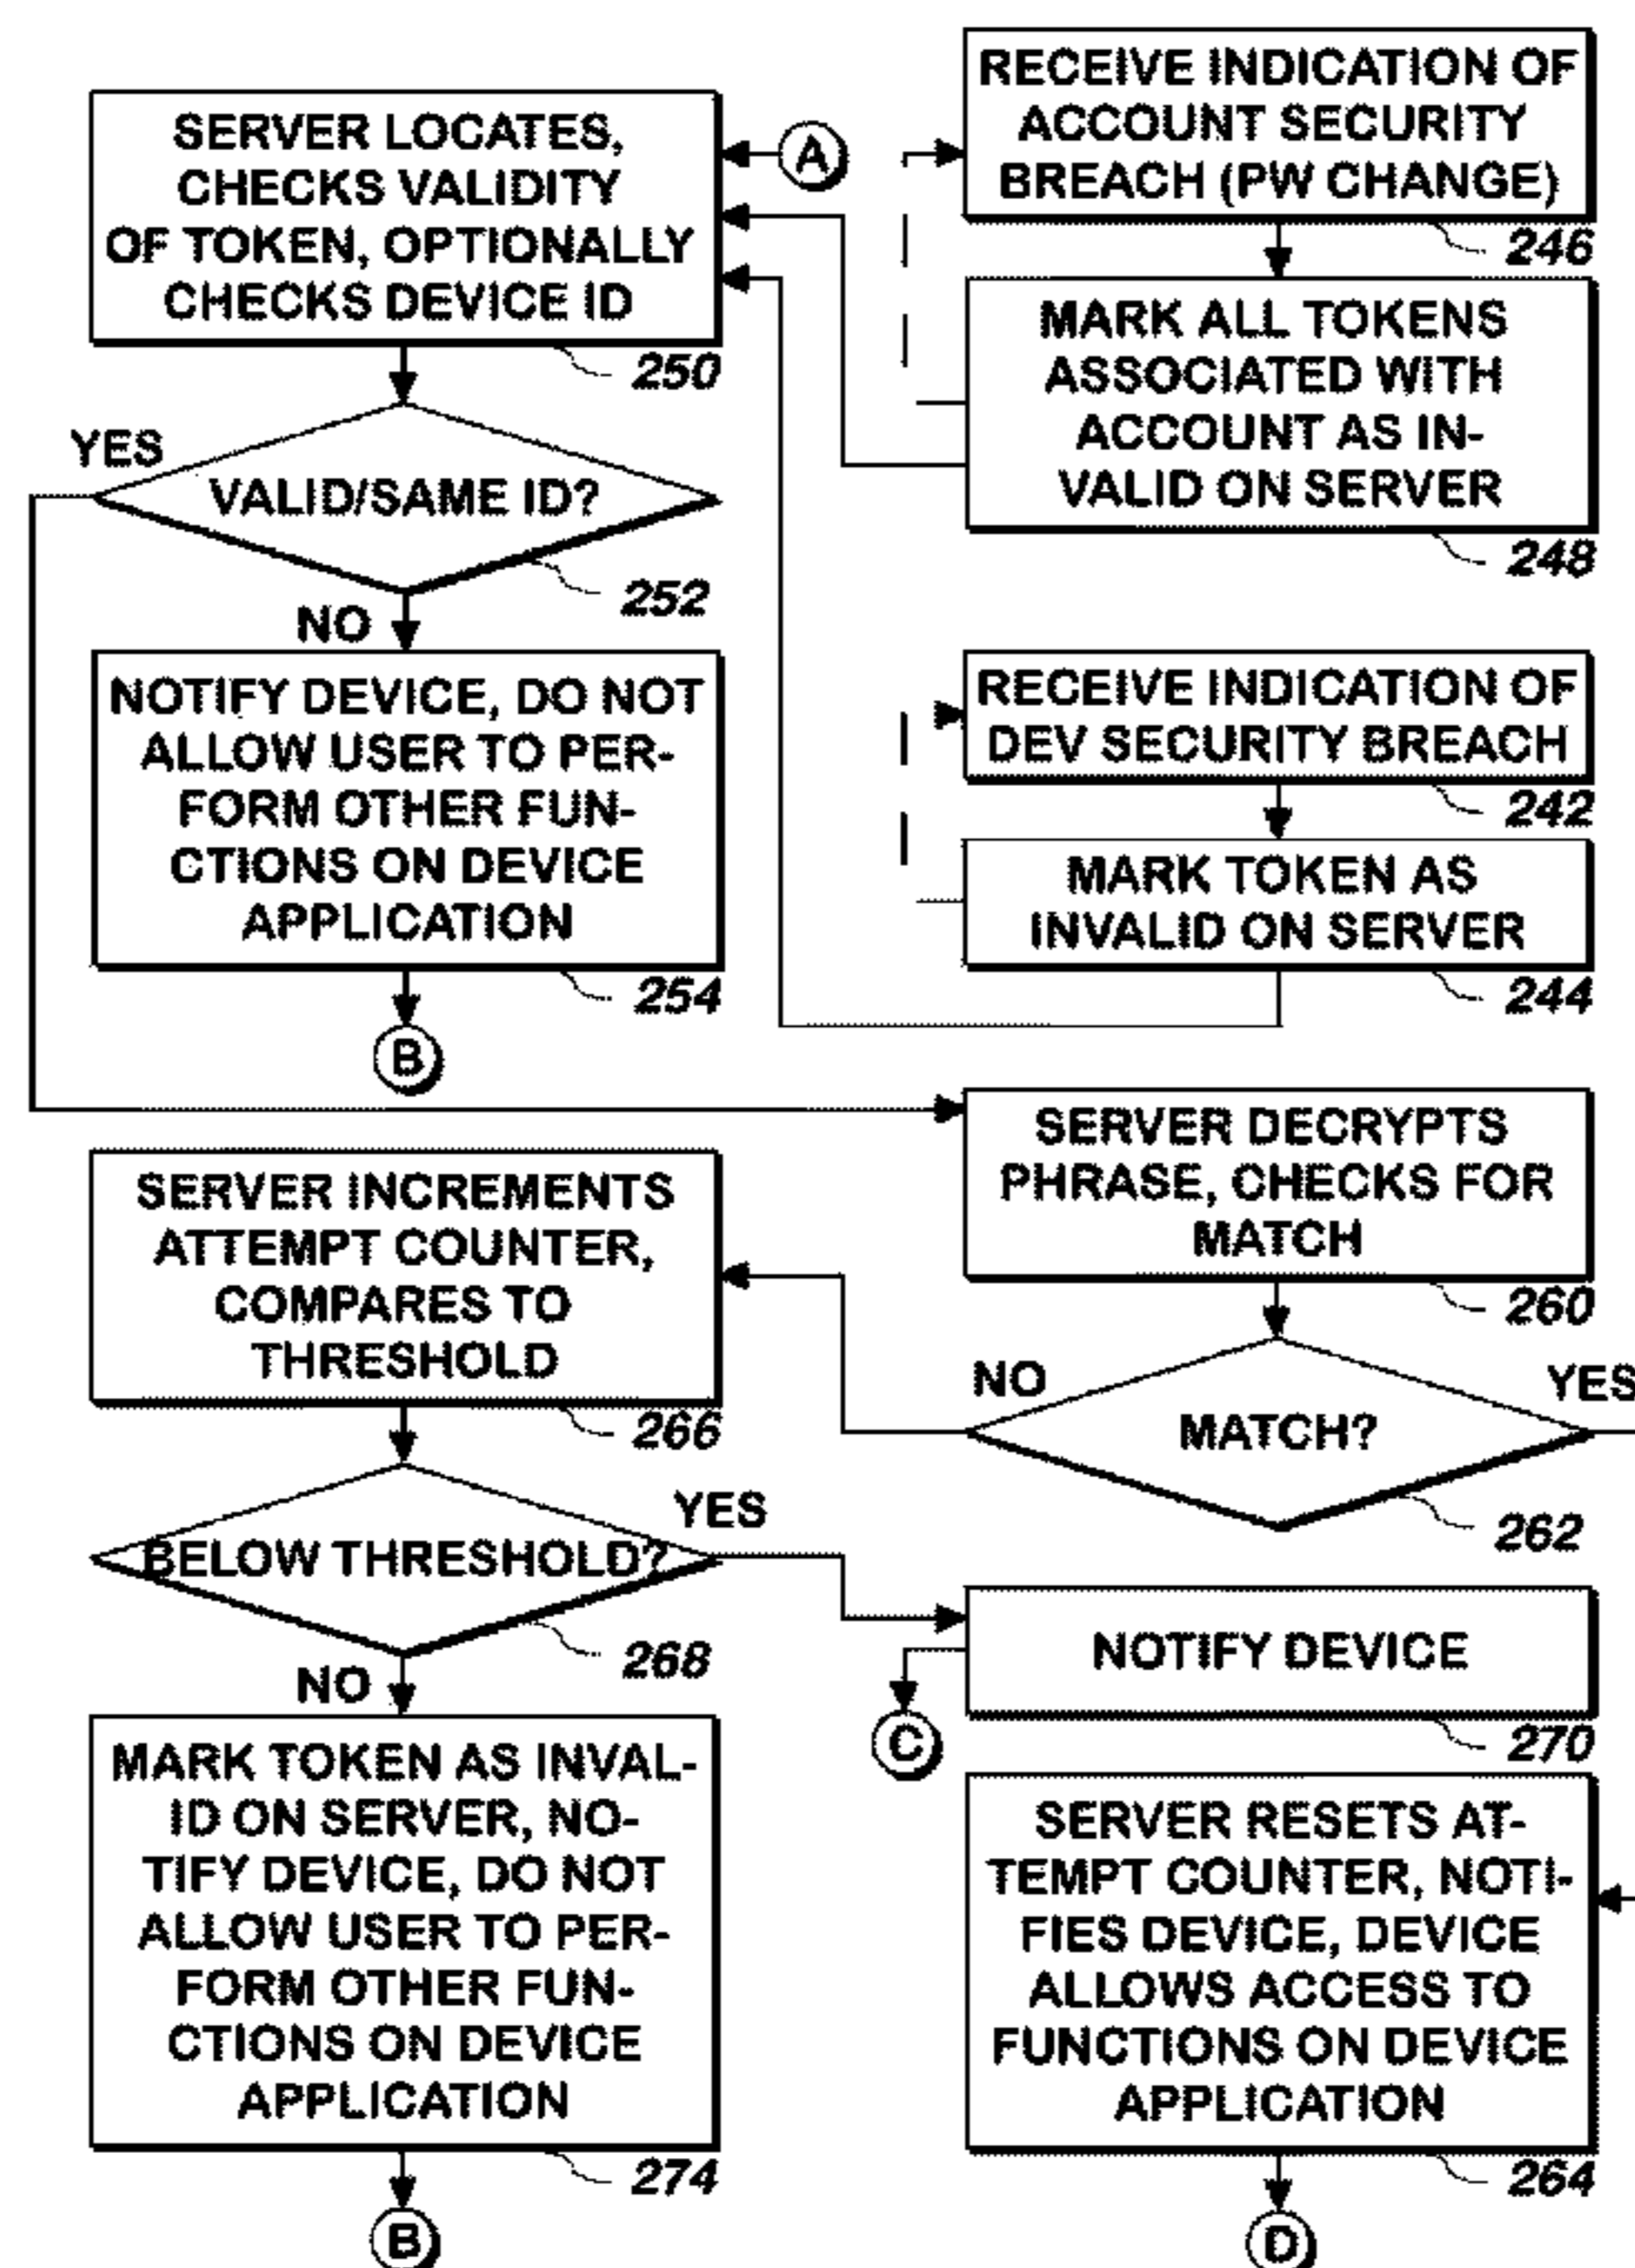 RECEIVE INDICATION OF
ACCOUNT SECURITY
BREACH (PW CHANGE)
246
SERVER LOCATES,
CHECKS VALIDITY
OF TOKEN, OPTIONALLY
CHECKS DEVICE ID
250
A
MARK ALL TOKENS
ASSOCIATED WITH
ACCOUNT AS IN-
VALID ON SERVER
248
YES
VALID/SAME ID?
252
NO
NOTIFY DEVICE, DO NOT
ALLOW USER TO PER-
FORM OTHER FUN-
CTIONS ON DEVICE
APPLICATION
254
B
RECEIVE INDICATION OF
DEV SECURITY BREACH
242
MARK TOKEN AS
INVALID ON SERVER
244
SERVER DECRYPTS
PHRASE, CHECKS FOR
MATCH
260
SERVER INCREMENTS
ATTEMPT COUNTER,
COMPARES TO
THRESHOLD
266
NO
YES
MATCH?
262
YES
BELOW THRESHOLD?
268
NO
NOTIFY DEVICE
270
C
MARK TOKEN AS INVAL-
ID ON SERVER, NO-
TIFY DEVICE, DO NOT
ALLOW USER TO PER-
FORM OTHER FUN-
CTIONS ON DEVICE
APPLICATION
274
B
SERVER RESETS AT-
TEMPT COUNTER, NOTI-
FIES DEVICE, DEVICE
ALLOWS ACCESS TO
FUNCTIONS ON DEVICE
APPLICATION
264
D